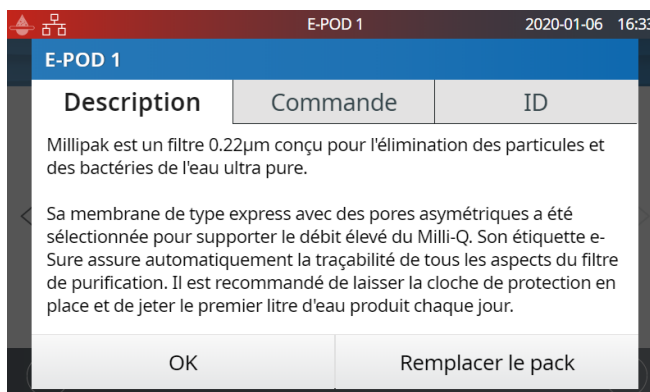 E-POD 1 2020-01-06 16:33
E-POD 1
Description Commande ID
Millipak est un filtre 0.22µm conçu pour l'élimination des particules et
des bactéries de l'eau ultra pure.
Sa membrane de type express avec des pores asymétriques a été
sélectionnée pour supporter le débit élevé du Milli-Q. Son étiquette e-
Sure assure automatiquement la traçabilité de tous les aspects du filtre
de purification. Il est recommandé de laisser la cloche de protection en
place et de jeter le premier litre d'eau produit chaque jour.
OK Remplacer le pack